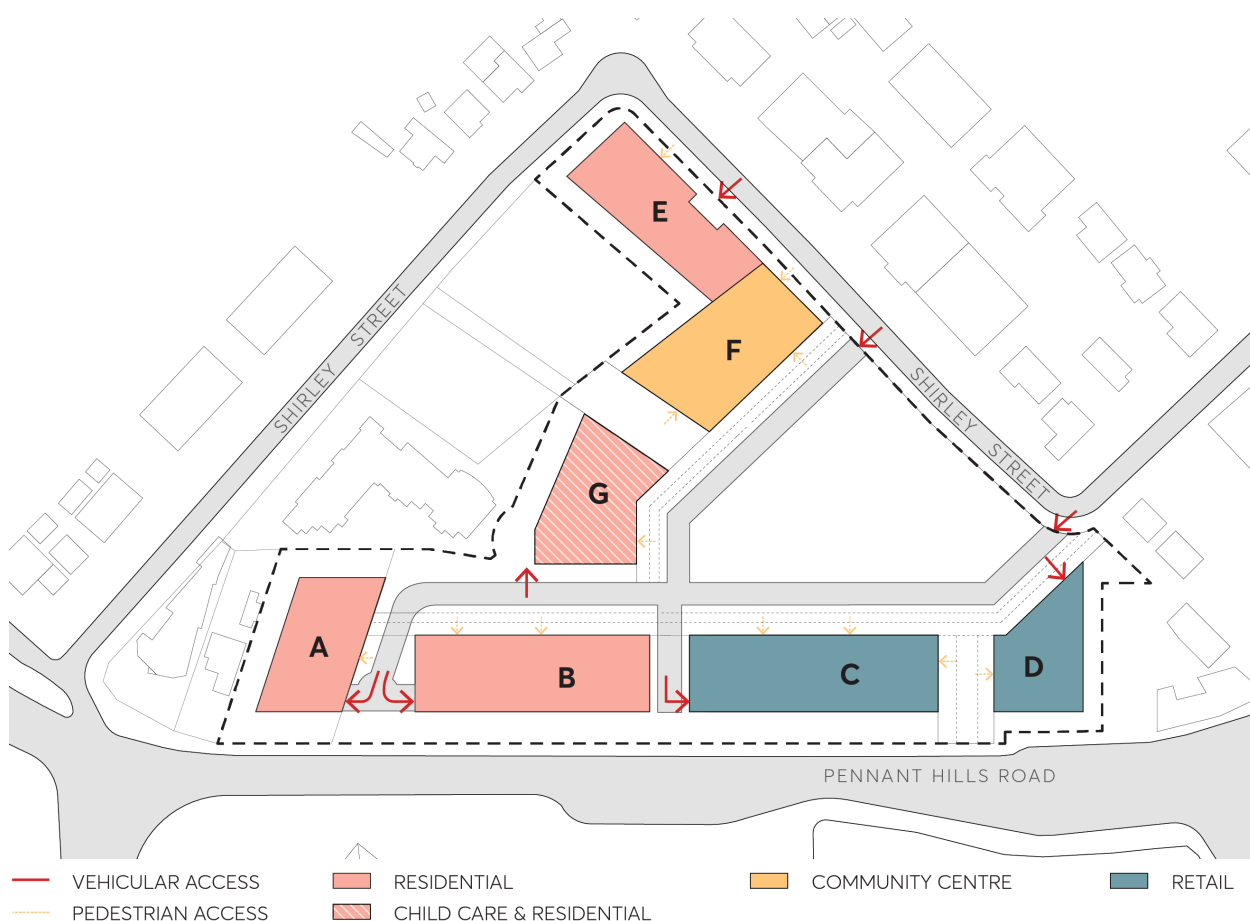 E
F
SHIRLEY STREET
SHIRLEY STREET
G
A
B
C
D
PENNANT HILLS ROAD
VEHICULAR ACCESS
RESIDENTIAL
COMMUNITY CENTRE
RETAIL
PEDESTRIAN ACCESS
CHILD CARE & RESIDENTIAL